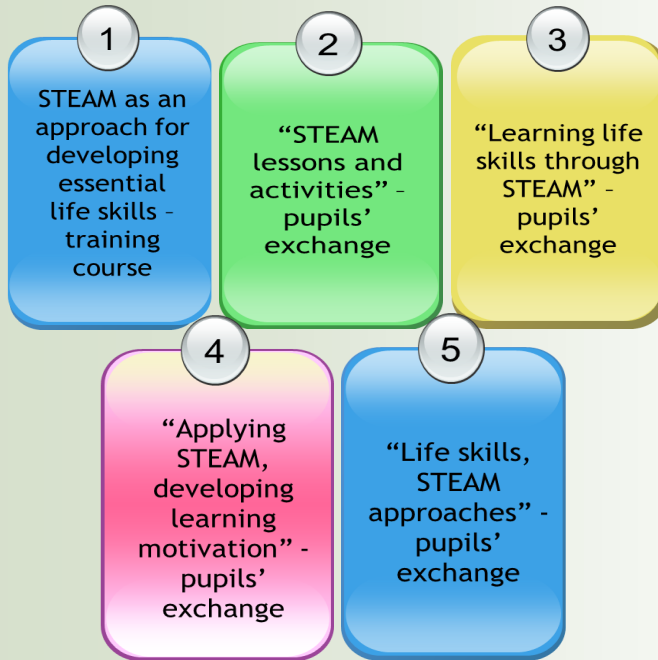 1
STEAM as an
approach for
developing
essential
life skills –
training
course
2
“STEAM
lessons and
activities” –
pupils’
exchange
3
“Learning life
skills through
STEAM” –
pupils’
exchange
4
“Applying
STEAM,
developing
learning
motivation” -
pupils’
exchange
5
“Life skills,
STEAM
approaches” -
pupils’
exchange